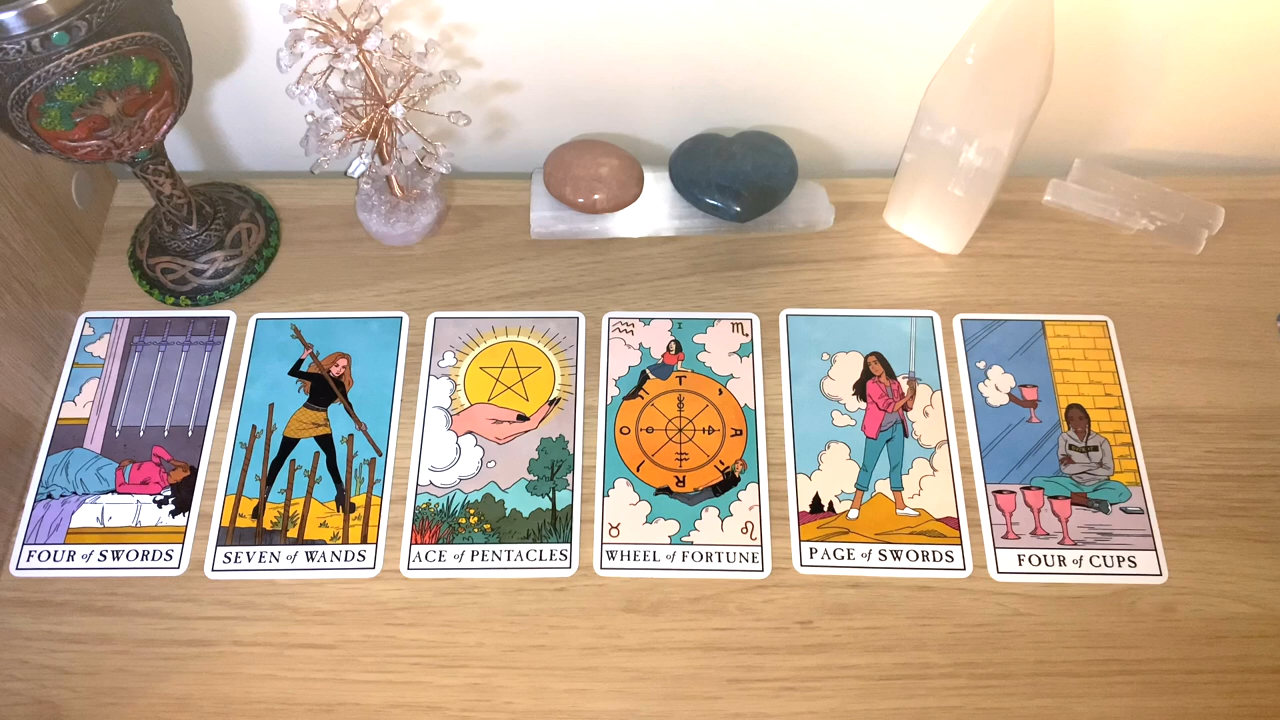 FOUR of SWORDS
SEVEN of WANDS
ACE of PENTACLES
I
T
A
R
O
WHEEL of FORTUNE
PAGE of SWORDS
FOUR of CUPS